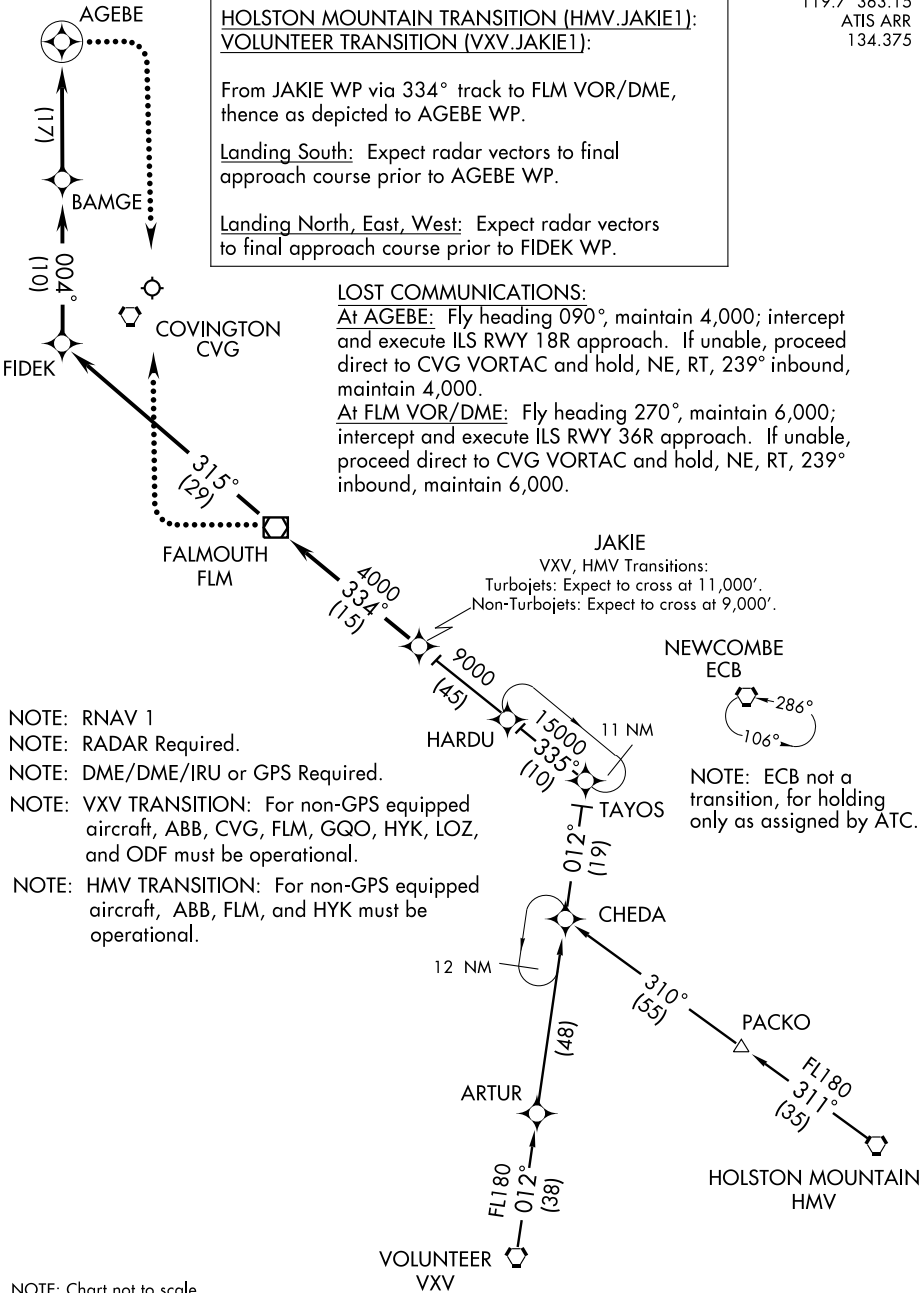 AGEBE
119.7 363.15
ATIS ARR
134.375
HOLSTON MOUNTAIN TRANSITION (HMV.JAKIE1):
VOLUNTEER TRANSITION (VXV.JAKIE1):
From JAKIE WP via 334° track to FLM VOR/DME,
thence as depicted to AGEBE WP.
Landing South: Expect radar vectors to final
approach course prior to AGEBE WP.
Landing North, East, West: Expect radar vectors
to final approach course prior to FIDEK WP.
(17)
BAMGE
004°
(10)
COVINGTON
CVG
FIDEK
LOST COMMUNICATIONS:
At AGEBE: Fly heading 090°, maintain 4,000; intercept
and execute ILS RWY 18R approach. If unable, proceed
direct to CVG VORTAC and hold, NE, RT, 239° inbound,
maintain 4,000.
At FLM VOR/DME: Fly heading 270°, maintain 6,000;
intercept and execute ILS RWY 36R approach. If unable,
proceed direct to CVG VORTAC and hold, NE, RT, 239°
inbound, maintain 6,000.
315°
(29)
FALMOUTH
FLM
JAKIE
VXV, HMV Transitions:
Turbojets: Expect to cross at 11,000'.
Non-Turbojets: Expect to cross at 9,000'.
4000
334°
(15)
9000
(45)
NEWCOMBE
ECB
286°
106°
NOTE: ECB not a
transition, for holding
only as assigned by ATC.
HARDU
15000
335°
(10)
11 NM
TAYOS
NOTE: RNAV 1
NOTE: RADAR Required.
NOTE: DME/DME/IRU or GPS Required.
NOTE: VXV TRANSITION: For non-GPS equipped
aircraft, ABB, CVG, FLM, GQO, HYK, LOZ,
and ODF must be operational.
NOTE: HMV TRANSITION: For non-GPS equipped
aircraft, ABB, FLM, and HYK must be
operational.
012°
(19)
CHEDA
12 NM
310°
(55)
PACKO
(48)
FL180
311°
(35)
ARTUR
HOLSTON MOUNTAIN
HMV
FL180
012°
(38)
VOLUNTEER
VXV
NOTE: Chart not to scale